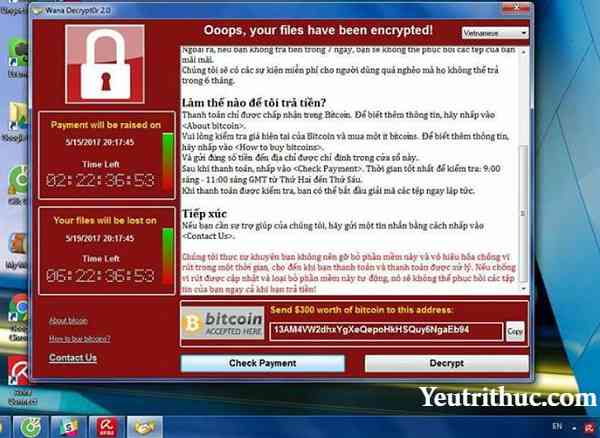 Wana Decrypt0r 2.0
Ooops, your files have been encrypted!
Vietnamese
Ngoài ra, nếu bạn không trả tiền trong 7 ngày, bạn sẽ không thể phục hồi các tệp của bạn
mãi mãi.
Chúng tôi sẽ có các sự kiện miễn phí cho người dùng quá nghèo mà họ không thể trả
trong 6 tháng.
Làm thế nào để tôi trả tiền?
Thanh toán chỉ được chấp nhận trong Bitcoin. Để biết thêm thông tin, hãy nhấp vào
<About bitcoin>.
Vui lòng kiểm tra giá hiện tại của Bitcoin và mua một ít bitcoins. Để biết thêm thông tin,
hãy nhấp vào <How to buy bitcoins>.
Và gửi đúng số tiền đến địa chỉ được chỉ định trong cửa sổ này.
Sau khi thanh toán, nhấp vào <Check Payment>. Thời gian tốt nhất để kiểm tra: 9:00
sáng - 11:00 sáng GMT từ Thứ Hai đến Thứ Sáu.
Khi thanh toán được kiểm tra, bạn có thể bắt đầu giải mã các tệp ngay lập tức.
Tiếp xúc
Nếu bạn cần sự trợ giúp của chúng tôi, hãy gửi một tin nhắn bằng cách nhấp vào
<Contact Us>.
Chúng tôi thực sự khuyên bạn không nên gỡ bỏ phần mềm này và vô hiệu hóa chống vi
rút trong một thời gian, cho đến khi bạn thanh toán và thanh toán được xử lý. Nếu chống
vi rút được cập nhật và loại bỏ phần mềm này tự động, nó sẽ không thể phục hồi các tệp
tin của bạn ngay cả khi bạn trả tiền!
Payment will be raised on
5/15/2017 20:17:45
Time Left
02:22:36:53
Your files will be lost on
5/19/2017 20:17:45
Time Left
06:22:36:53
About bitcoin
How to buy bitcoins?
Contact Us
bitcoin
ACCEPTED HERE
Send $300 worth of bitcoin to this address:
13AM4VW2dhxYgXeQepoHkHSQuy6NgaEb94
Copy
Check Payment
Decrypt
Connect
Yeutrithuc.com
EN